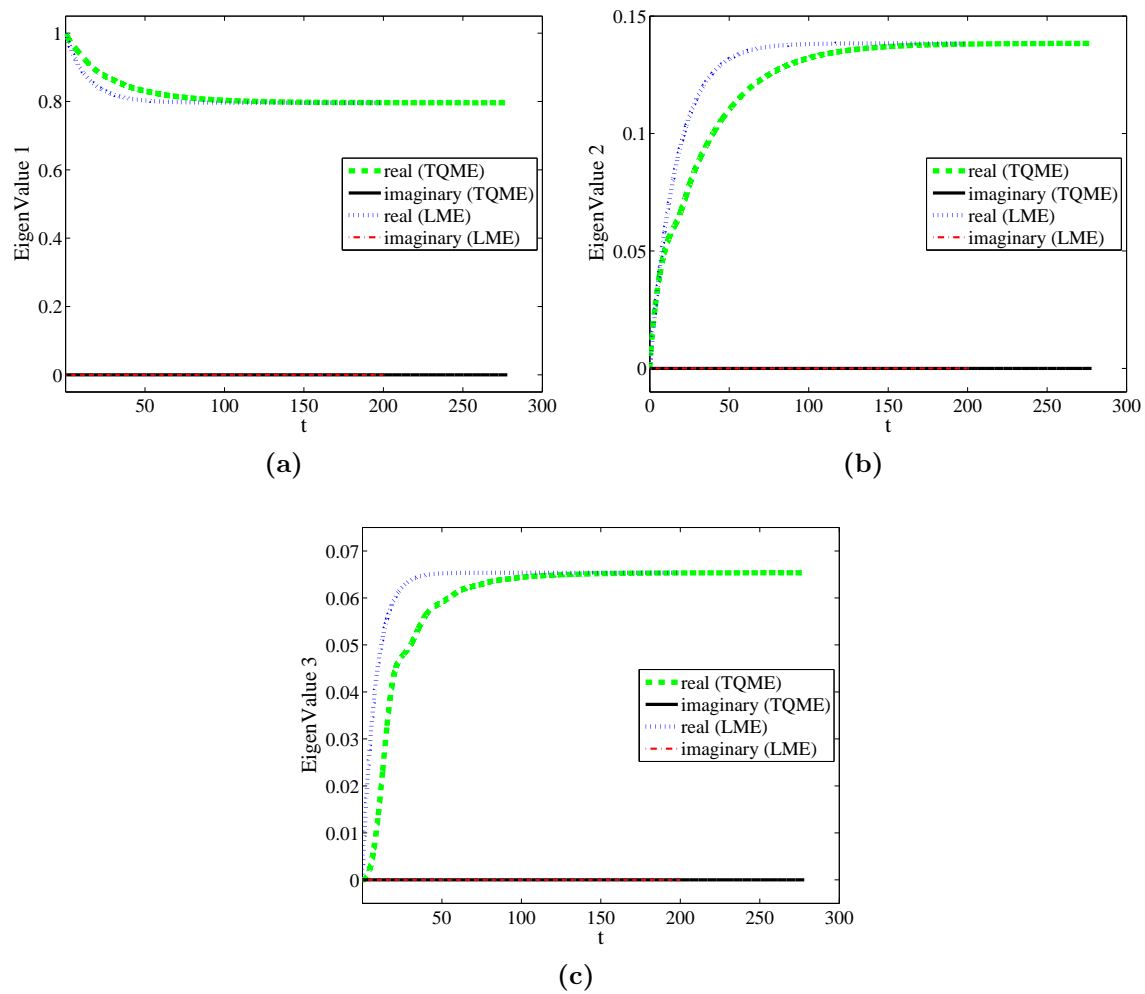 1
0.8
0.6
0.4
0.2
0
EigenValue 1
50 100 150 200 250 300
t
real (TQME)
imaginary (TQME)
real (LME)
imaginary (LME)
(a)
0.15
0.1
0.05
0
EigenValue 2
0 50 100 150 200 250 300
t
real (TQME)
imaginary (TQME)
real (LME)
imaginary (LME)
(b)
0.07
0.06
0.05
0.04
0.03
0.02
0.01
0
EigenValue 3
50 100 150 200 250 300
t
real (TQME)
imaginary (TQME)
real (LME)
imaginary (LME)
(c)